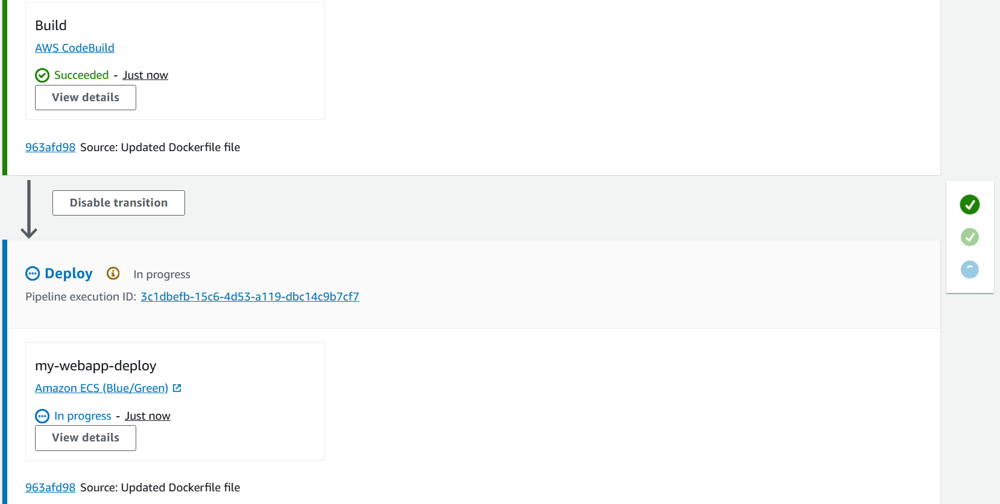 Build
AWS CodeBuild
Succeeded - Just now
View details
963afd98 Source: Updated Dockerfile file
Disable transition
Deploy In progress
Pipeline execution ID: 3c1dbefb-15c6-4d53-a119-dbc14c9b7cf7
my-webapp-deploy
Amazon ECS (Blue/Green)
In progress - Just now
View details
963afd98 Source: Updated Dockerfile file